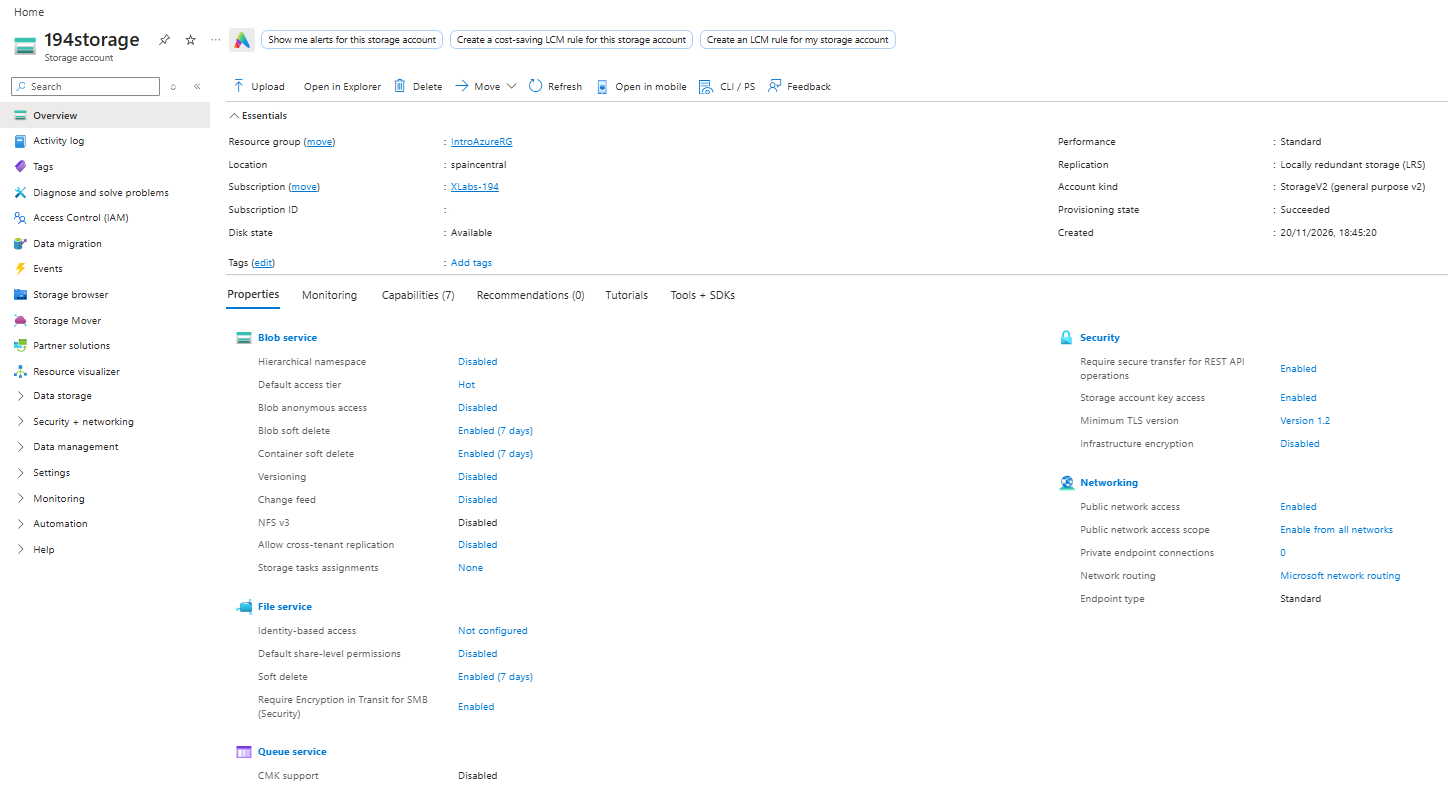 Home
194storage
Storage account
Show me alerts for this storage account
Create a cost-saving LCM rule for this storage account
Create an LCM rule for my storage account
Search
Overview
Activity log
Tags
Diagnose and solve problems
Access Control (IAM)
Data migration
Events
Storage browser
Storage Mover
Partner solutions
Resource visualizer
Data storage
Security + networking
Data management
Settings
Monitoring
Automation
Help
Upload Open in Explorer Delete Move Refresh Open in mobile CLI / PS Feedback
Essentials
Resource group (move) : IntroAzureRG
Location : spaincentral
Subscription (move) : XLabs-194
Subscription ID :
Disk state : Available
Tags (edit) : Add tags
Performance : Standard
Replication : Locally redundant storage (LRS)
Account kind : StorageV2 (general purpose v2)
Provisioning state : Succeeded
Created : 20/11/2026, 18:45:20
Properties Monitoring Capabilities (7) Recommendations (0) Tutorials Tools + SDKs
Blob service
Hierarchical namespace Disabled
Default access tier Hot
Blob anonymous access Disabled
Blob soft delete Enabled (7 days)
Container soft delete Enabled (7 days)
Versioning Disabled
Change feed Disabled
NFS v3 Disabled
Allow cross-tenant replication Disabled
Storage tasks assignments None
File service
Identity-based access Not configured
Default share-level permissions Disabled
Soft delete Enabled (7 days)
Require Encryption in Transit for SMB
(Security) Enabled
Queue service
CMK support Disabled
Security
Require secure transfer for REST API
operations Enabled
Storage account key access Enabled
Minimum TLS version Version 1.2
Infrastructure encryption Disabled
Networking
Public network access Enabled
Public network access scope Enable from all networks
Private endpoint connections 0
Network routing Microsoft network routing
Endpoint type Standard